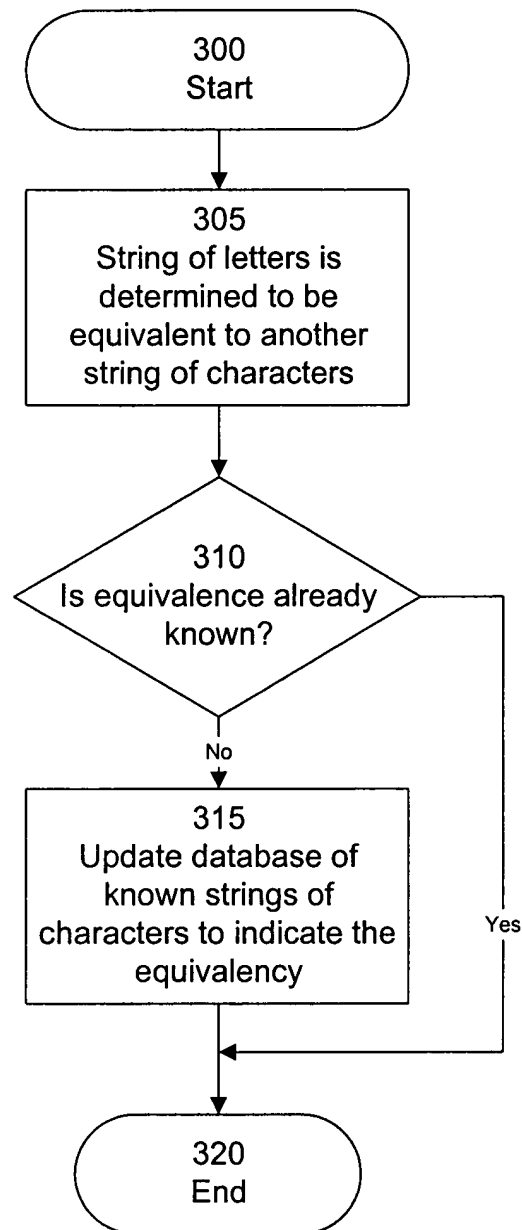 300
Start
305
String of letters is
determined to be
equivalent to another
string of characters
310
Is equivalence already
known?
No
315
Update database of
known strings of
characters to indicate the
equivalency
Yes
320
End